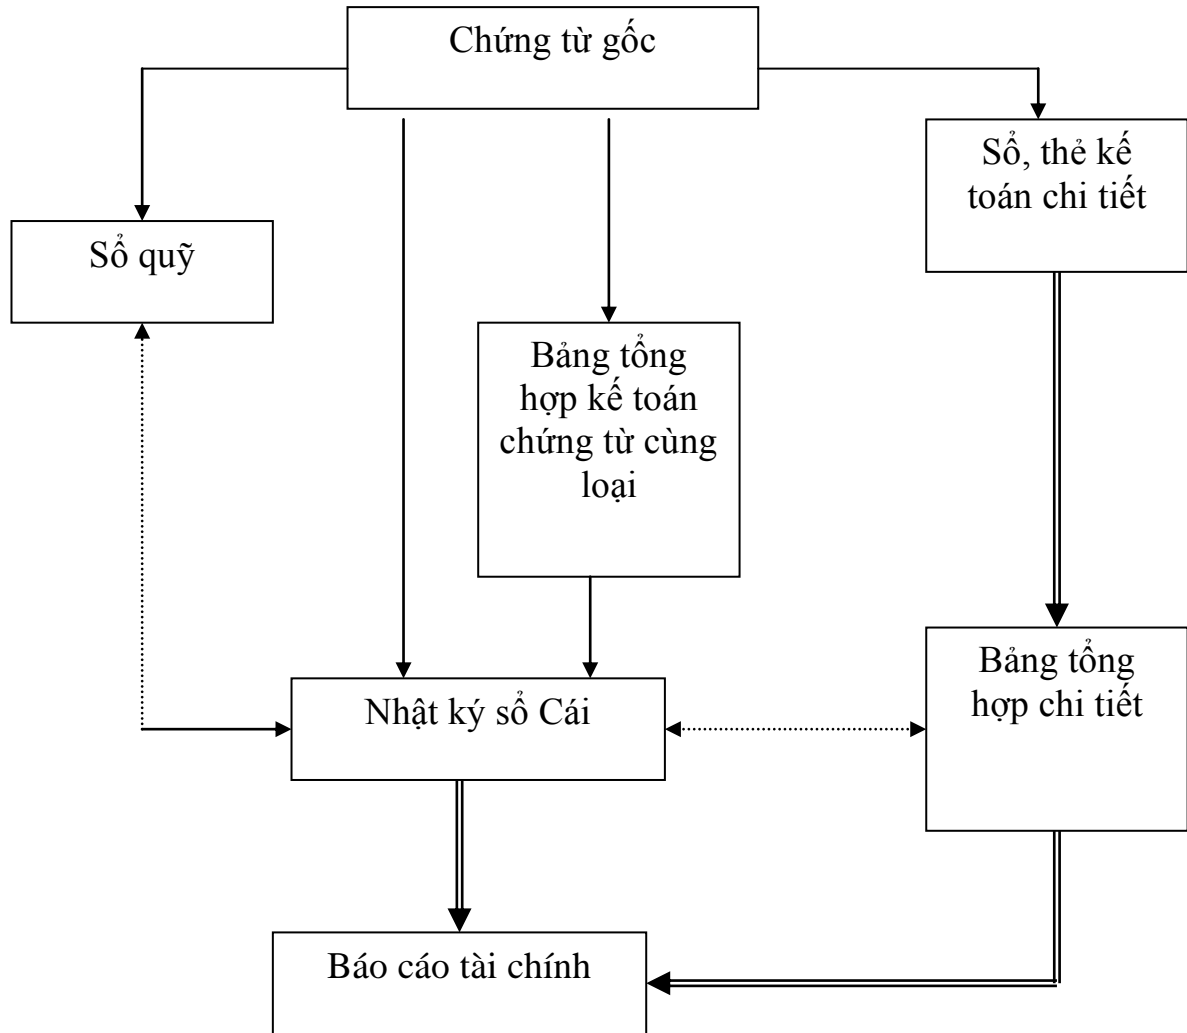 Chứng từ gốc
Sổ, thẻ kế
toán chi tiết
Sổ quỹ
Bảng tổng
hợp kế toán
chứng từ cùng
loại
Bảng tổng
hợp chi tiết
Nhật ký sổ Cái
Báo cáo tài chính